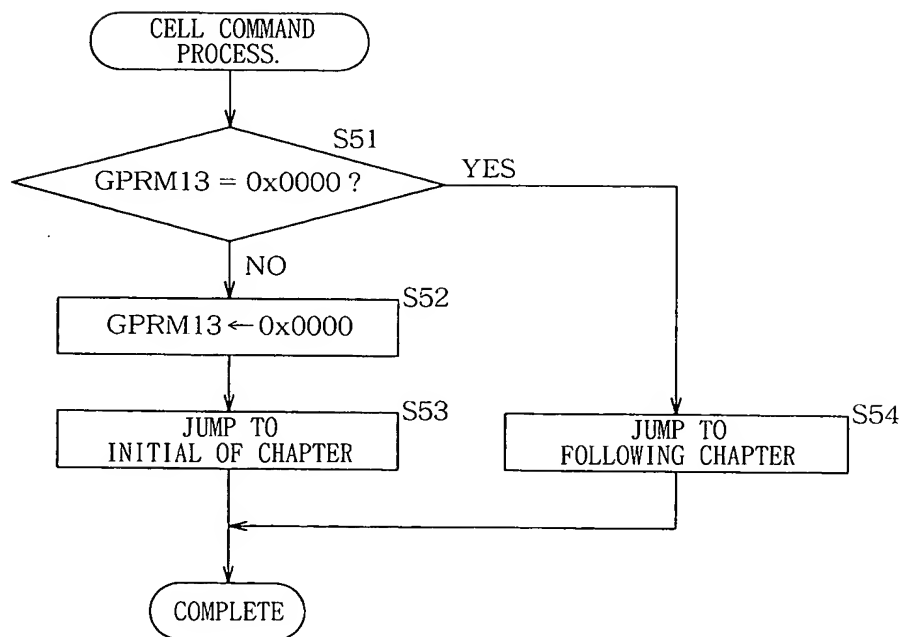 CELL COMMAND
PROCESS.
S51
GPRM13 = 0x0000 ?
YES
NO
S52
GPRM13 ← 0x0000
S53
JUMP TO
INITIAL OF CHAPTER
S54
JUMP TO
FOLLOWING CHAPTER
COMPLETE